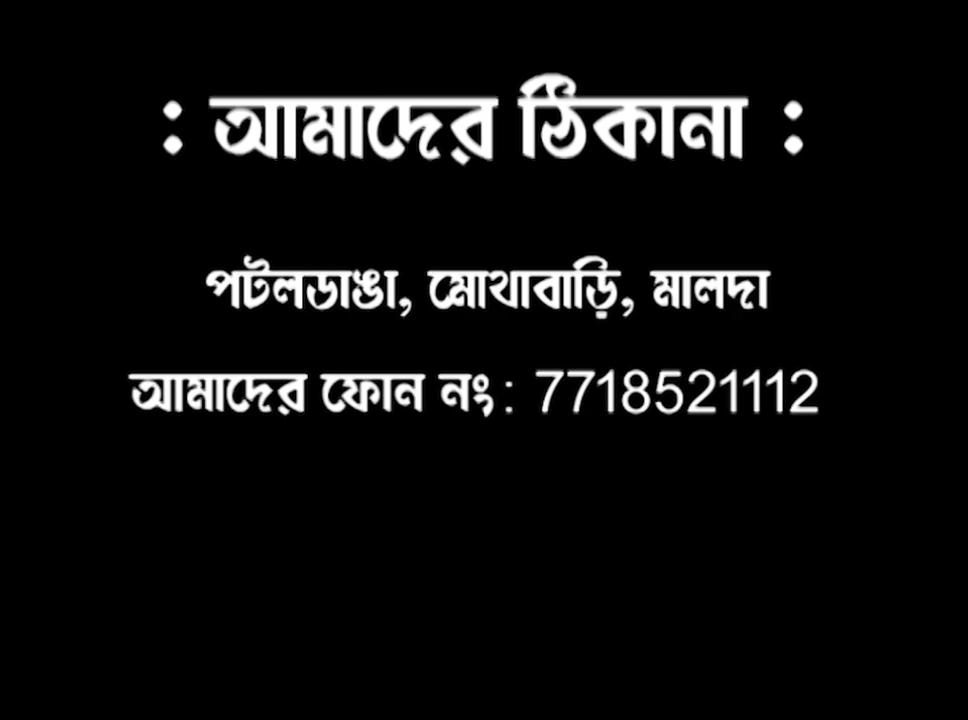 : আমাদের ঠিকানা :
পটলডাঙা, মোথাবাড়ি, মালদা
আমাদের ফোন নং: 7718521112